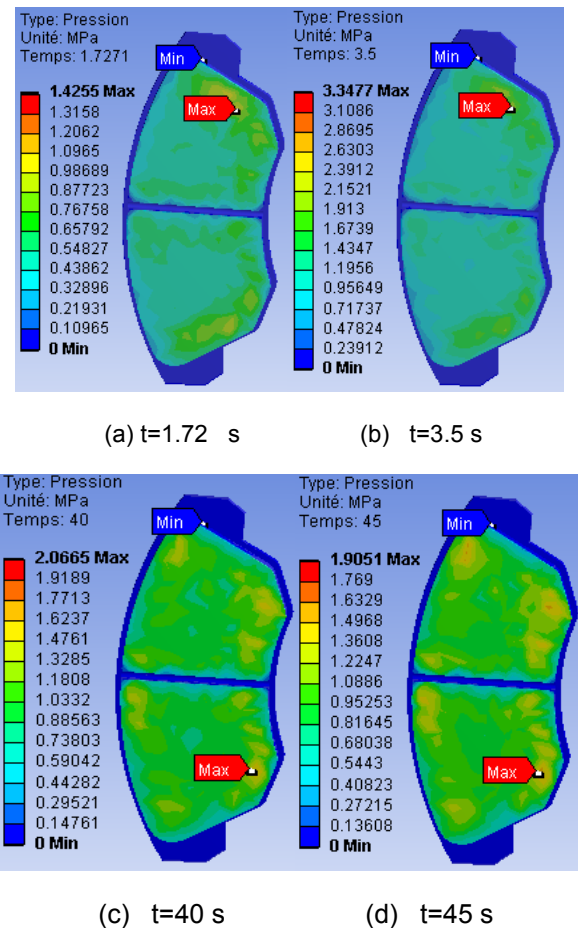 Type: Pression
Unité: MPa
Temps: 1.7271
Min
1.4255 Max
1.3158
1.2062
1.0965
0.98689
0.87723
0.76758
0.65792
0.54827
0.43862
0.32896
0.21931
0.10965
0 Min
Max
Type: Pression
Unité: MPa
Temps: 3.5
Min
3.3477 Max
3.1086
2.8695
2.6303
2.3912
2.1521
1.913
1.6739
1.4347
1.1956
0.95649
0.71737
0.47824
0.23912
0 Min
Max
(a) t=1.72 s
(b) t=3.5 s
Type: Pression
Unité: MPa
Temps: 40
Min
2.0665 Max
1.9189
1.7713
1.6237
1.4761
1.3285
1.1808
1.0332
0.88563
0.73803
0.59042
0.44282
0.29521
0.14761
0 Min
Max
Type: Pression
Unité: MPa
Temps: 45
Min
1.9051 Max
1.769
1.6329
1.4968
1.3608
1.2247
1.0886
0.95253
0.81645
0.68038
0.5443
0.40823
0.27215
0.13608
0 Min
Max
(c) t=40 s
(d) t=45 s